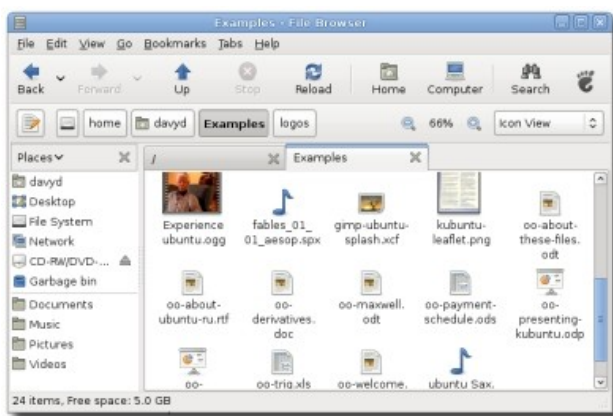 Examples - File Browser
File Edit View Go Bookmarks Tabs Help
Back Forward Up Stop Reload Home Computer Search
home davyd Examples logos 66% Icon View
Places
/ Examples
davyd
Desktop
File System
Network
CD-RW/DVD-...
Garbage bin
Documents
Music
Pictures
Videos
Experience
ubuntu.ogg
fables_01_
01_aesop.spx
gimp-ubuntu-
splash.xcf
kubuntu-
leaflet.png
oo-about-
these-files.
odt
oo-about-
ubuntu-ru.rtf
oo-
derivatives.
doc
oo-maxwell.
odt
oo-payment-
schedule.ods
oo-
presenting-
kubuntu.odp
oo-
oo-trig.xls
oo-welcome.
ubuntu Sax.
24 items, Free space: 5.0 GB